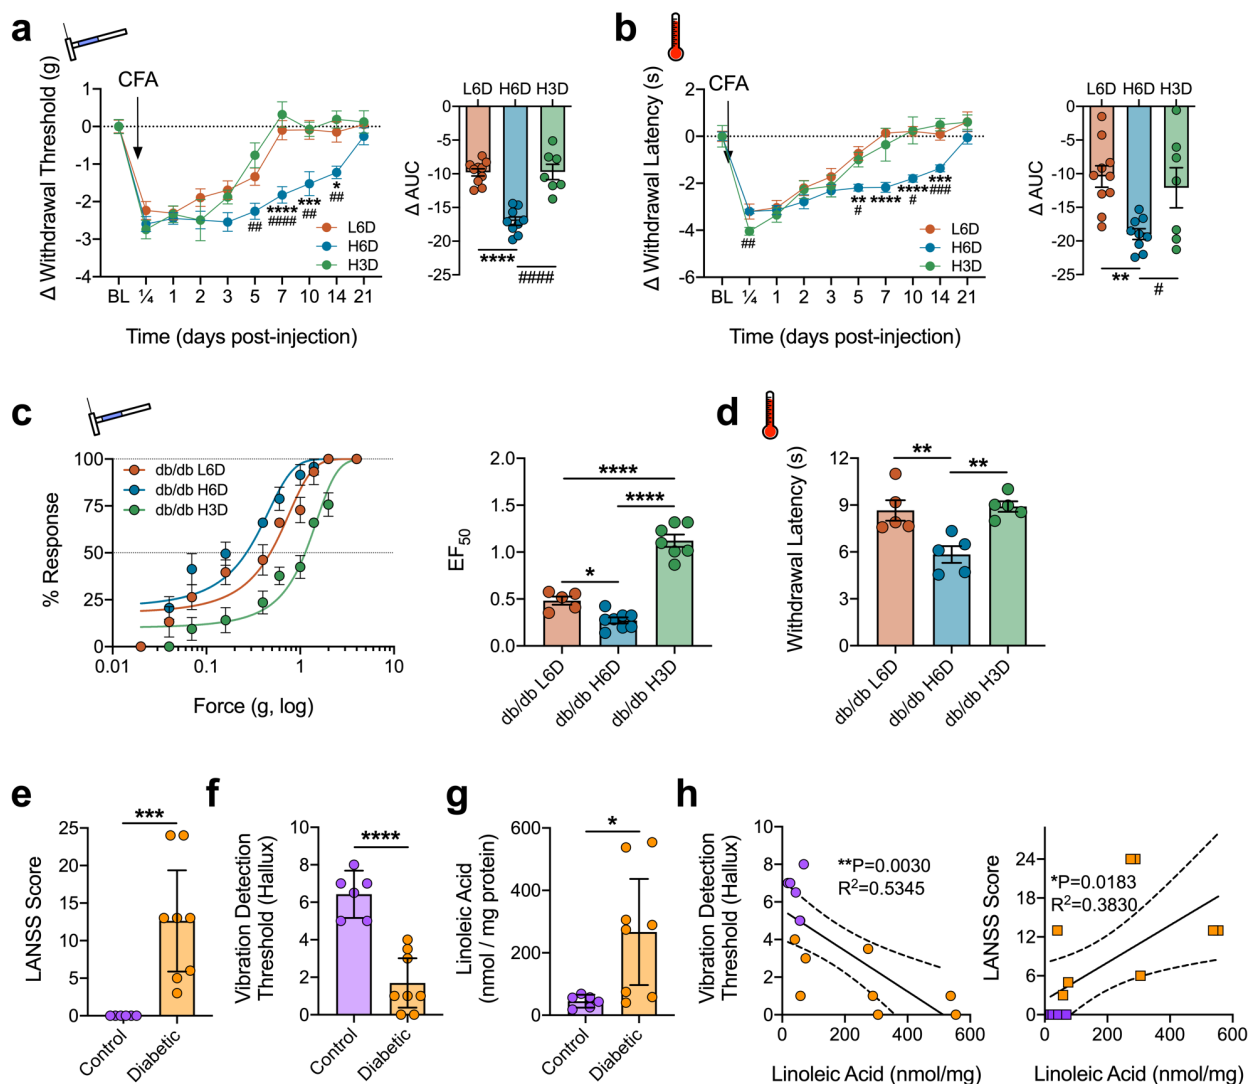 a
CFA
Δ Withdrawal Threshold (g)
1
0
-1
-2
-3
-4
**** 
####
***
##
*
##
##
L6D
H6D
H3D
BL ¼ 1 2 3 5 7 10 14 21
Time (days post-injection)
L6D H6D H3D
Δ AUC
0
-5
-10
-15
-20
-25
****
####
b
CFA
Δ Withdrawal Latency (s)
2
0
-2
-4
-6
##
**
#
****
****
#
***
###
L6D
H6D
H3D
BL ¼ 1 2 3 5 7 10 14 21
Time (days post-injection)
L6D H6D H3D
Δ AUC
0
-5
-10
-15
-20
-25
**
#
c
% Response
100
75
50
25
0
db/db L6D
db/db H6D
db/db H3D
0.01 0.1 1 10
Force (g, log)
EF50
2.0
1.5
1.0
0.5
0.0
****
****
*
db/db L6D
db/db H6D
db/db H3D
d
Withdrawal Latency (s)
12
9
6
3
0
**
**
db/db L6D
db/db H6D
db/db H3D
e
LANSS Score
25
20
15
10
5
0
***
Control
Diabetic
f
Vibration Detection
Threshold (Hallux)
10
8
6
4
2
0
****
Control
Diabetic
g
Linoleic Acid
(nmol / mg protein)
600
400
200
0
*
Control
Diabetic
h
Vibration Detection
Threshold (Hallux)
10
8
6
4
2
0
**P=0.0030
R²=0.5345
0 200 400 600
Linoleic Acid (nmol/mg)
LANSS Score
24
18
12
6
0
*P=0.0183
R²=0.3830
0 200 400 600
Linoleic Acid (nmol/mg)